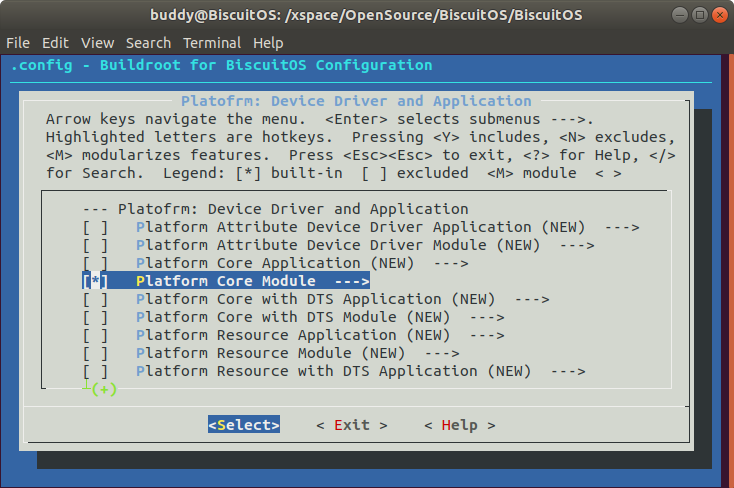 buddy@BiscuitOS: /xspace/OpenSource/BiscuitOS/BiscuitOS
File Edit View Search Terminal Help
.config - Buildroot for BiscuitOS Configuration
Platofrm: Device Driver and Application
Arrow keys navigate the menu. <Enter> selects submenus --->.
Highlighted letters are hotkeys. Pressing <Y> includes, <N> excludes,
<M> modularizes features. Press <Esc><Esc> to exit, <?> for Help, </>
for Search. Legend: [*] built-in [ ] excluded <M> module < >
--- Platofrm: Device Driver and Application
[ ] Platform Attribute Device Driver Application (NEW) --->
[ ] Platform Attribute Device Driver Module (NEW) --->
[ ] Platform Core Application (NEW) --->
[*] Platform Core Module --->
[ ] Platform Core with DTS Application (NEW) --->
[ ] Platform Core with DTS Module (NEW) --->
[ ] Platform Resource Application (NEW) --->
[ ] Platform Resource Module (NEW) --->
[ ] Platform Resource with DTS Application (NEW) --->
(+)
<Select> < Exit > < Help >